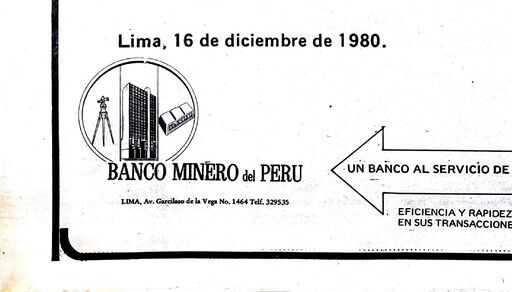 Lima, 16 de diciembre de 1980.
BANCO MINERO del PERU
LIMA, Av. Garcilaso de la Vega No. 1464 Telf. 329535
UN BANCO AL SERVICIO DE
EFICIENCIA Y RAPIDEZ
EN SUS TRANSACCIONE